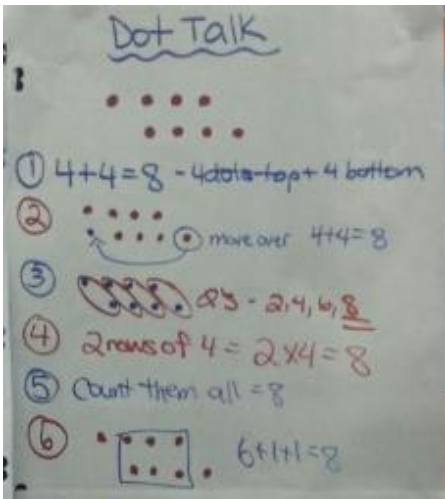 Dot Talk
① 4+4=8 - 4 dots top + 4 bottom
② move over 4+4=8
③ 2's - 2,4,6,8
④ 2 rows of 4 = 2x4=8
⑤ Count them all =8
⑥ 6+1+1=8